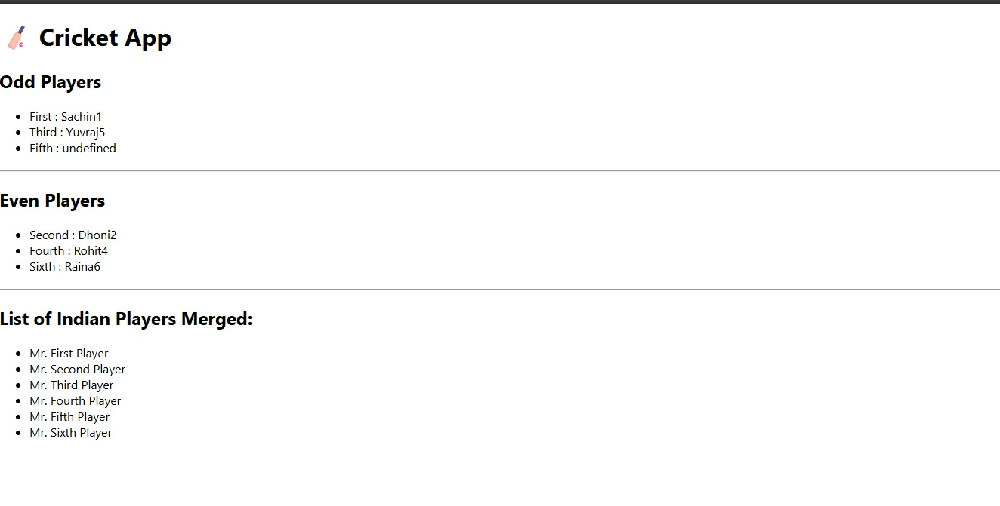 Cricket App
Odd Players
First : Sachin1
Third : Yuvraj5
Fifth : undefined
Even Players
Second : Dhoni2
Fourth : Rohit4
Sixth : Raina6
List of Indian Players Merged:
Mr. First Player
Mr. Second Player
Mr. Third Player
Mr. Fourth Player
Mr. Fifth Player
Mr. Sixth Player